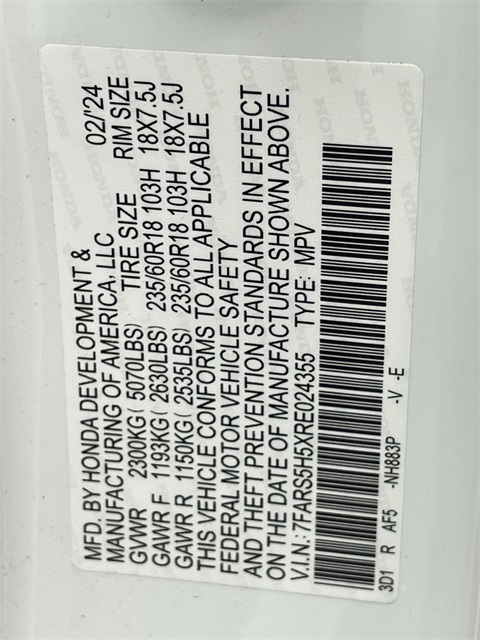 MFD. BY HONDA DEVELOPMENT & 02/'24
MANUFACTURING OF AMERICA, LLC
TIRE SIZE RIM SIZE
GVWR 2300KG( 5070LBS)
GAWR F 1193KG( 2630LBS) 235/60R18 103H 18X7.5J
GAWR R 1150KG( 2535LBS) 235/60R18 103H 18X7.5J
THIS VEHICLE CONFORMS TO ALL APPLICABLE
FEDERAL MOTOR VEHICLE SAFETY
AND THEFT PREVENTION STANDARDS IN EFFECT
ON THE DATE OF MANUFACTURE SHOWN ABOVE.
V.I.N.:7FARS5H5XRE024355 TYPE: MPV
3D1 R AF5 -NH883P -V -E
HONDA